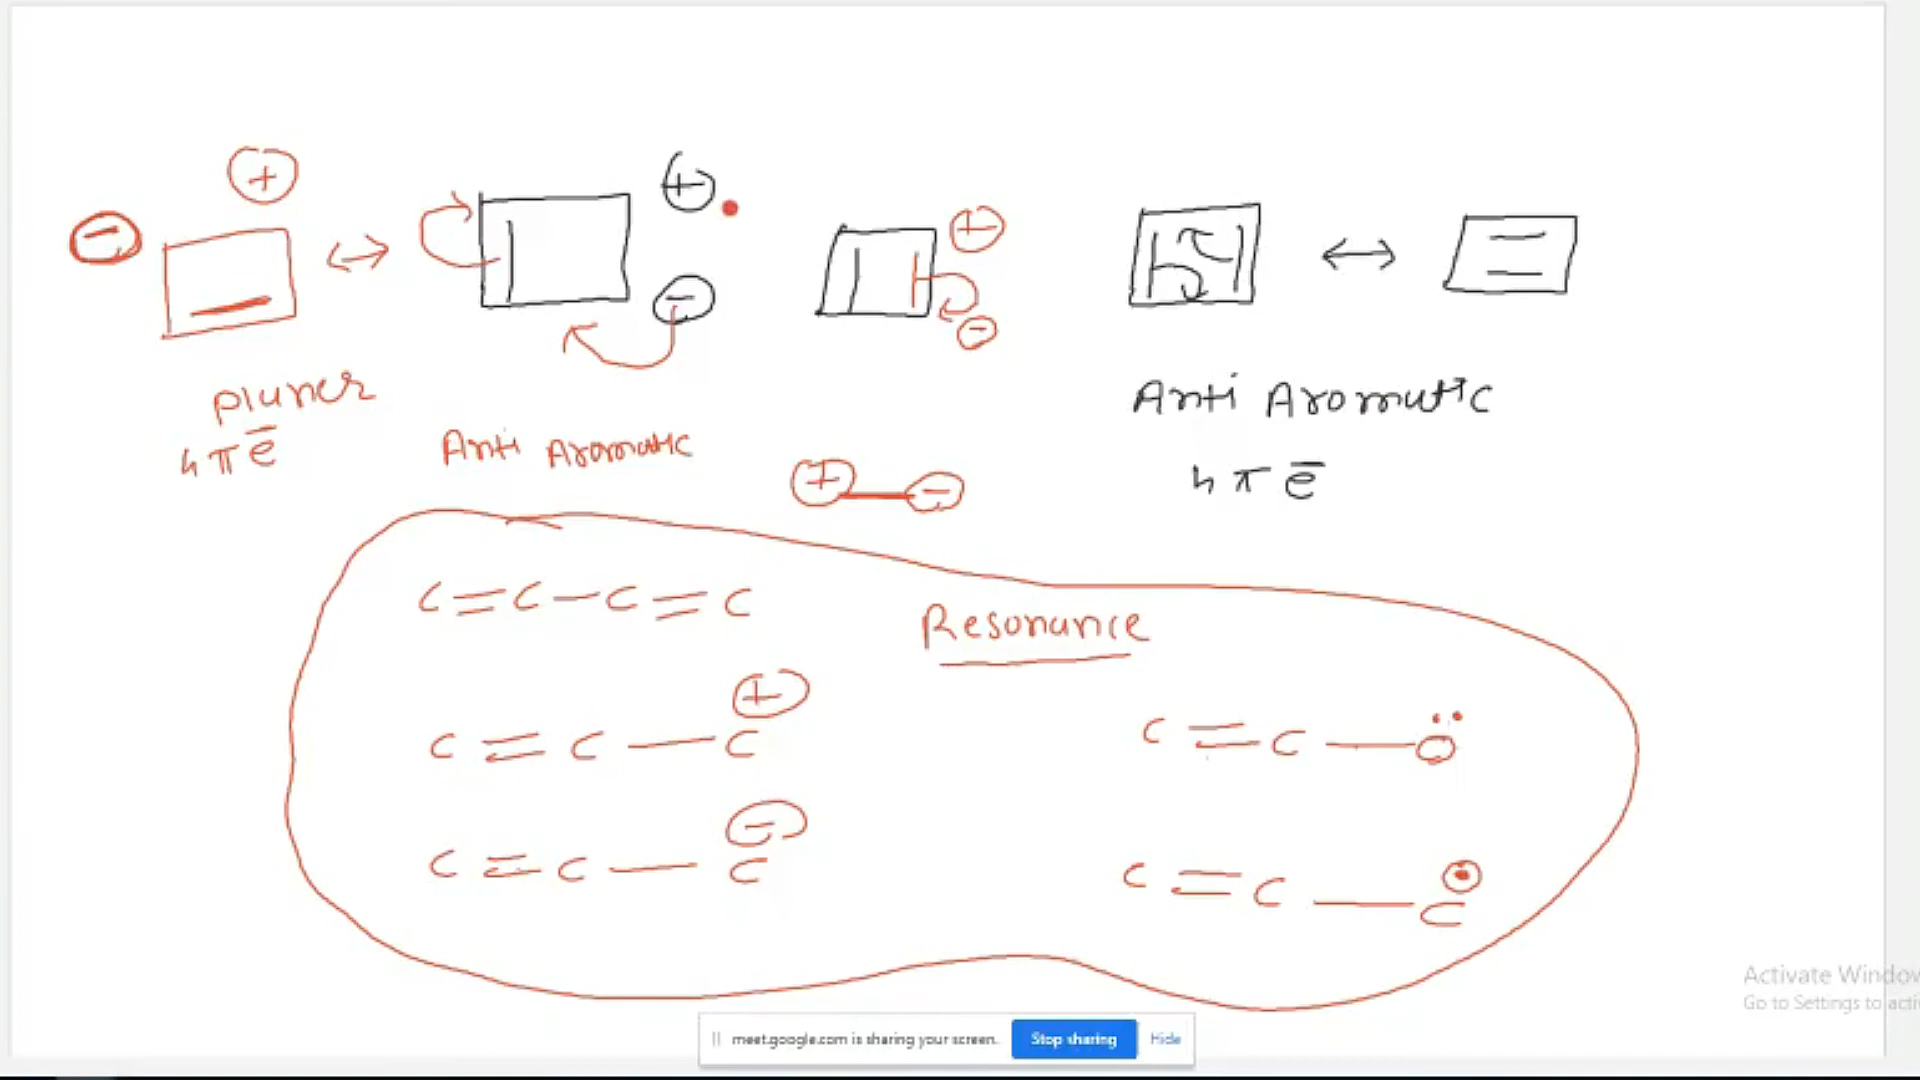 ⊕
⊖
⊕
⊖
⊕
⊖
Pluner
4πē
Anti Aromatic
Anti Aromatic
4πē
⊕—⊖
C=C-C=C
Resonance
⊕
C=C—C
C=C—Ö
⊖
C=C—C
C=C—C
meet.google.com is sharing your screen.
Stop sharing
Hide
Activate Window
Go to Settings to acti